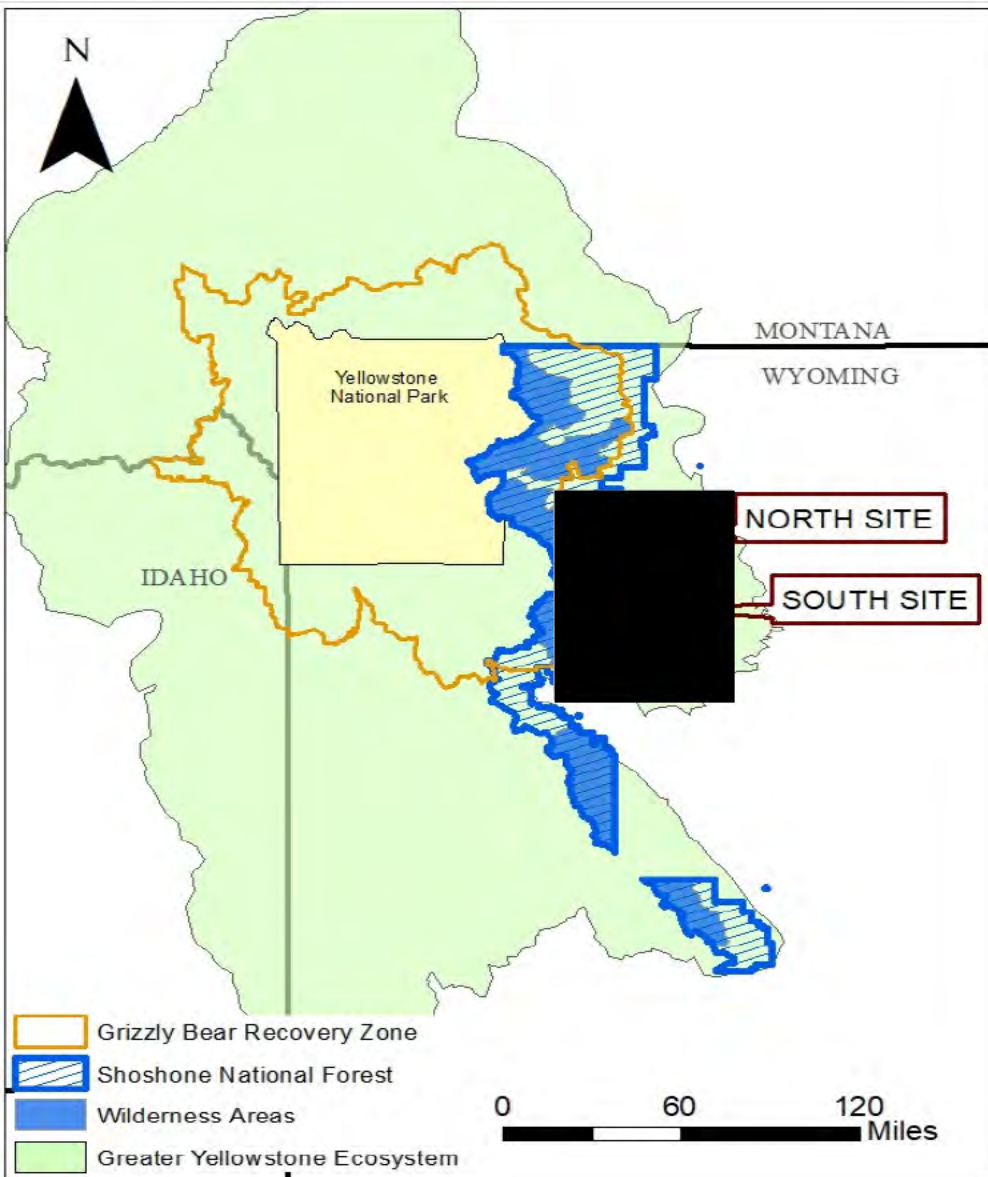 N
MONTANA
WYOMING
Yellowstone
National Park
NORTH SITE
IDAHO
SOUTH SITE
Grizzly Bear Recovery Zone
Shoshone National Forest
Wilderness Areas
Greater Yellowstone Ecosystem
0 60 120
Miles